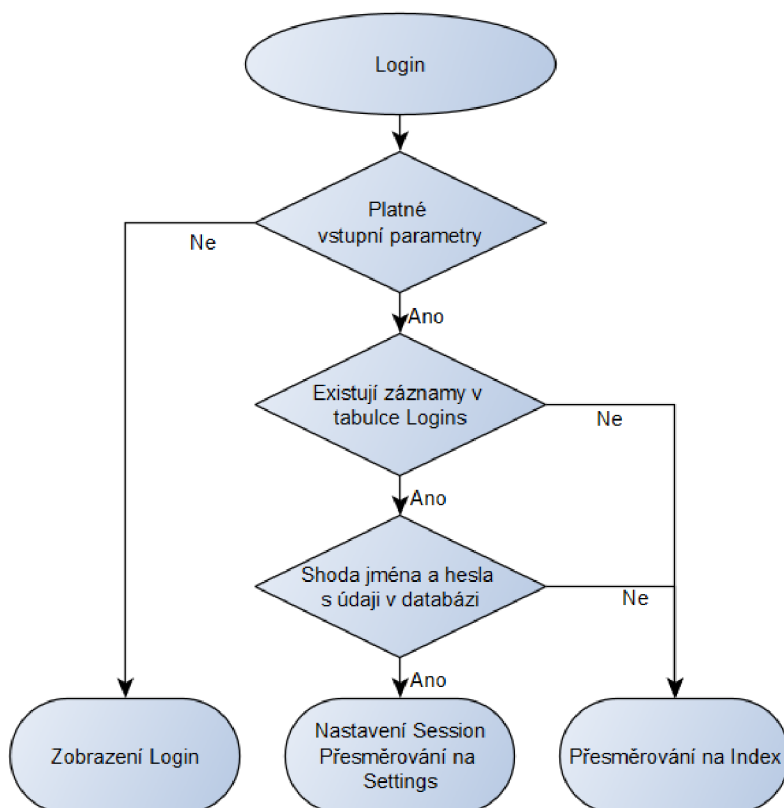 Login
Platné
vstupní parametry
Ne
Ano
Existují záznamy v
tabulce Logins
Ne
Ano
Shoda jména a hesla
s údaji v databázi
Ne
Ano
Zobrazení Login
Nastavení Session
Přesměrování na
Settings
Přesměrování na Index